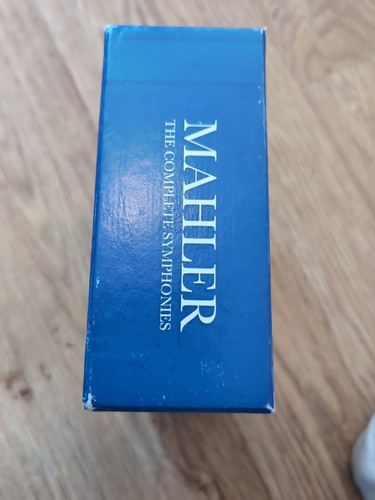 MAHLER
THE COMPLETE SYMPHONIES